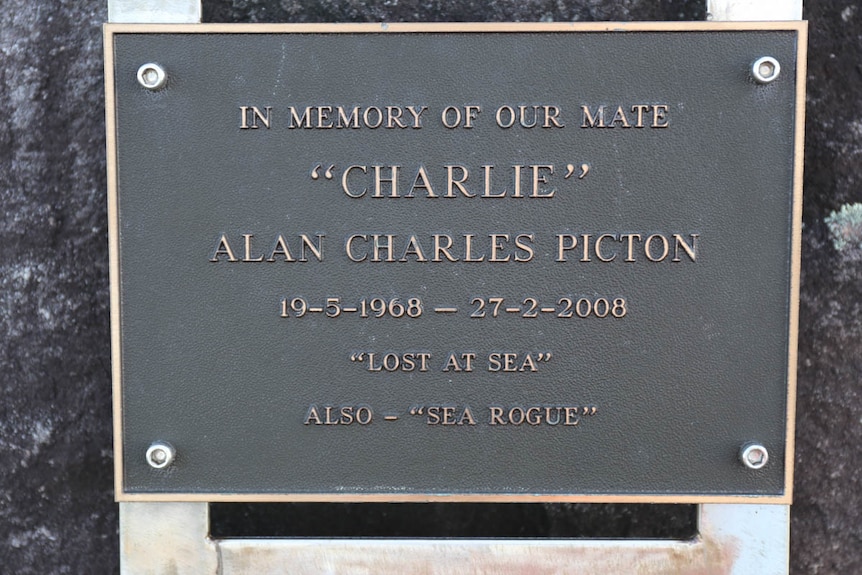 IN MEMORY OF OUR MATE
“CHARLIE”
ALAN CHARLES PICTON
19-5-1968 – 27-2-2008
“LOST AT SEA”
ALSO - “SEA ROGUE”